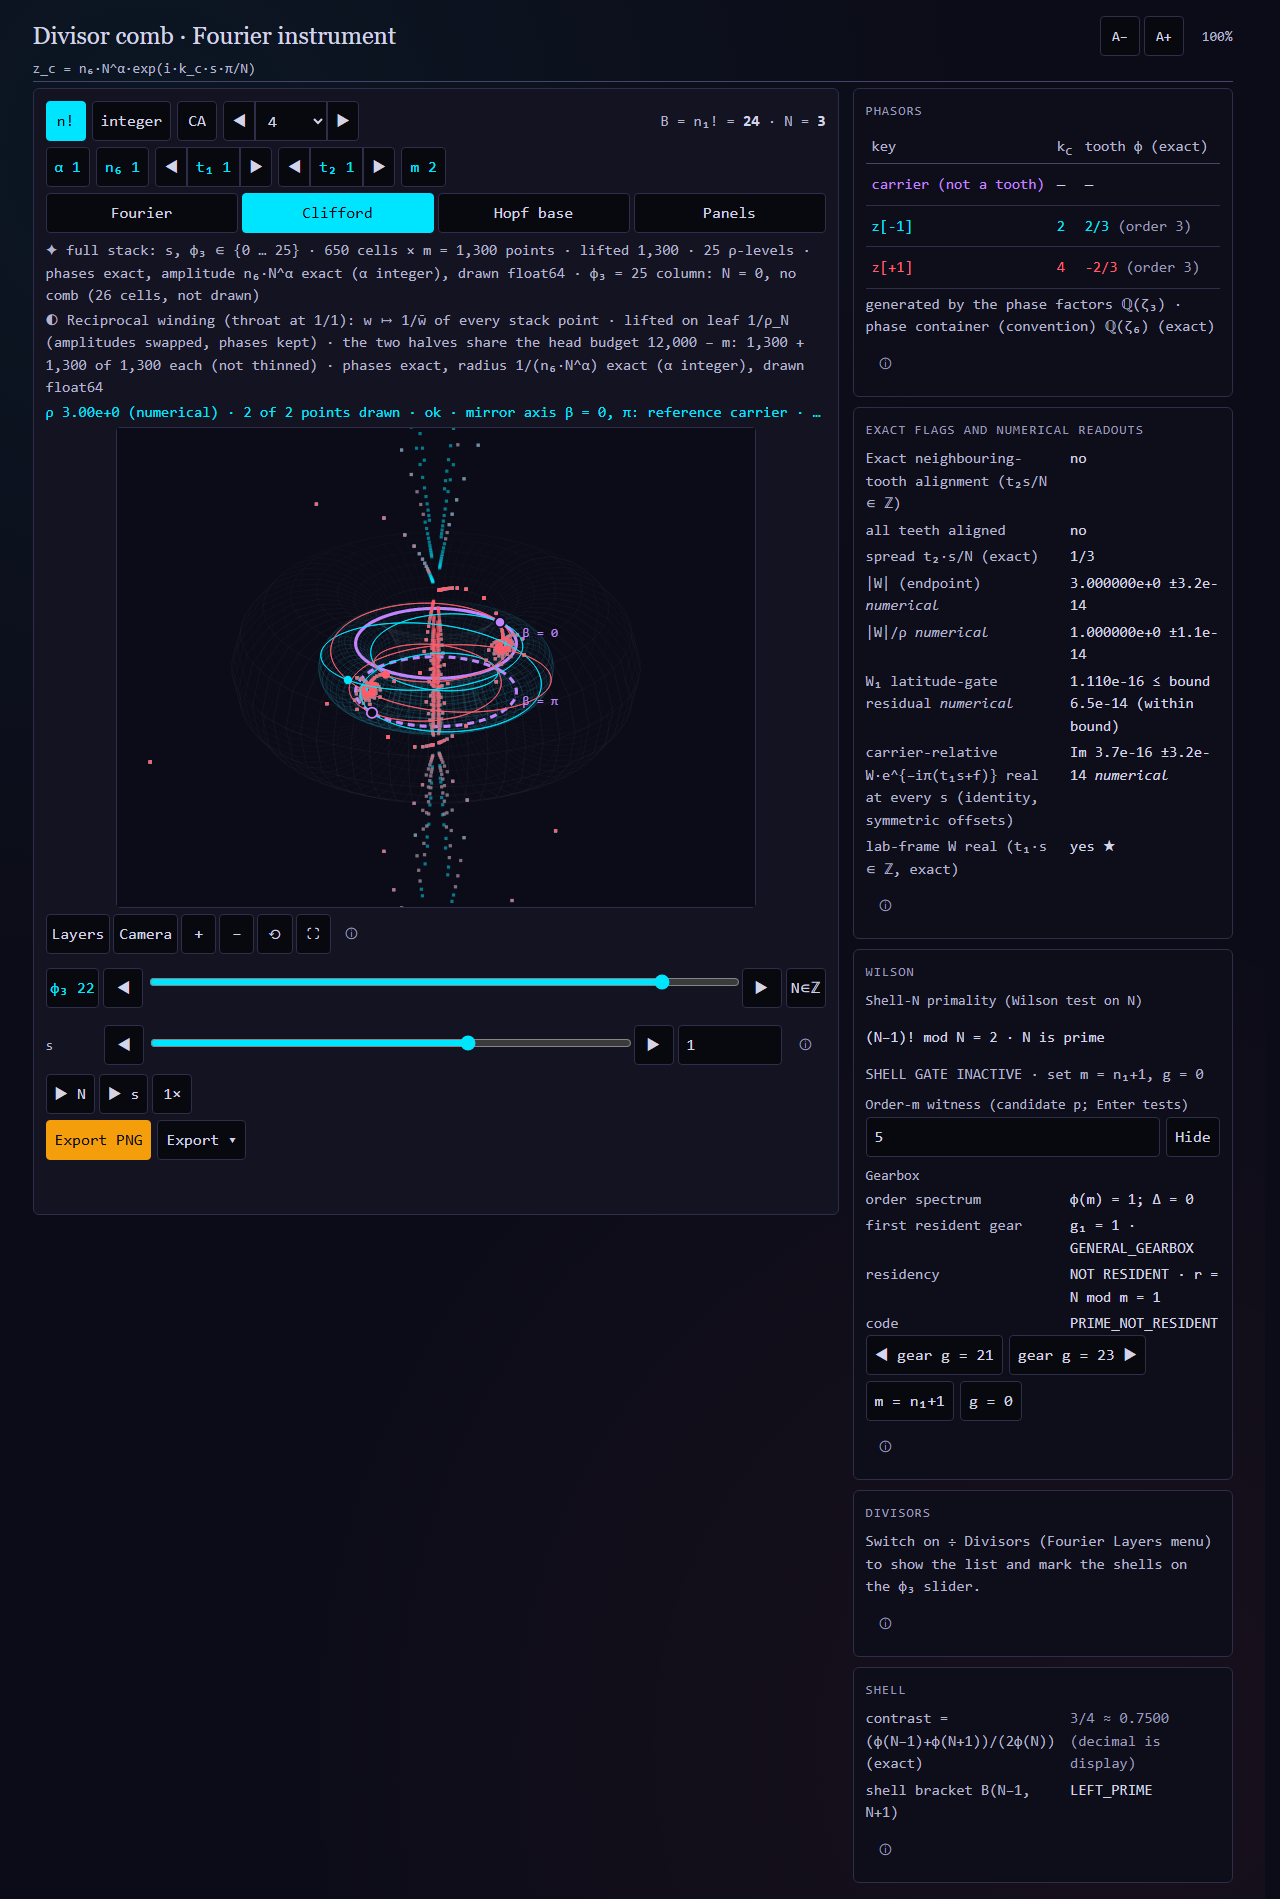 Divisor comb · Fourier instrument
A− A+ 100%
z_c = n₆·N^α·exp(i·k_c·s·π/N)
n! integer CA ◀ 4 ▶ B = n₁! = 24 · N = 3
α 1 n₆ 1 ◀ t₁ 1 ▶ ◀ t₂ 1 ▶ m 2
Fourier Clifford Hopf base Panels
✦ full stack: s, ϕ₃ ∈ {0 … 25} · 650 cells × m = 1,300 points · lifted 1,300 · 25 ρ-levels ·
phases exact, amplitude n₆·N^α exact (α integer), drawn float64 · ϕ₃ = 25 column: N = 0, no
comb (26 cells, not drawn)
◐ Reciprocal winding (throat at 1/1): w ↦ 1/w̄ of every stack point · lifted on leaf 1/ρ_N
(amplitudes swapped, phases kept) · the two halves share the head budget 12,000 − m: 1,300 +
1,300 of 1,300 each (not thinned) · phases exact, radius 1/(n₆·N^α) exact (α integer), drawn
float64
ρ 3.00e+0 (numerical) · 2 of 2 points drawn · ok · mirror axis β = 0, π: reference carrier · …
β = 0
β = π
Layers Camera + − ⟲ ⛶ ⓘ
ϕ₃ 22 ◀ ▶ N∈ℤ
s ◀ ▶ 1 ⓘ
▶ N ▶ s 1×
Export PNG Export ▾
PHASORS
key k_C tooth ϕ (exact)
carrier (not a tooth) — —
z[-1] 2 2/3 (order 3)
z[+1] 4 -2/3 (order 3)
generated by the phase factors ℚ(ζ₃) ·
phase container (convention) ℚ(ζ₆) (exact)
ⓘ
EXACT FLAGS AND NUMERICAL READOUTS
Exact neighbouring- no
tooth alignment (t₂s/N
∈ ℤ)
all teeth aligned no
spread t₂·s/N (exact) 1/3
|W| (endpoint) 3.000000e+0 ±3.2e-
numerical 14
|W|/ρ numerical 1.000000e+0 ±1.1e-
14
W₁ latitude-gate 1.110e-16 ≤ bound
residual numerical 6.5e-14 (within
bound)
carrier-relative Im 3.7e-16 ±3.2e-
W·e^{−iπ(t₁s+f)} real 14 numerical
at every s (identity,
symmetric offsets)
lab-frame W real (t₁·s yes ★
∈ ℤ, exact)
ⓘ
WILSON
Shell-N primality (Wilson test on N)
(N−1)! mod N = 2 · N is prime
SHELL GATE INACTIVE · set m = n₁+1, g = 0
Order-m witness (candidate p; Enter tests)
5 Hide
Gearbox
order spectrum ϕ(m) = 1; Δ = 0
first resident gear g₁ = 1 ·
GENERAL_GEARBOX
residency NOT RESIDENT · r =
N mod m = 1
code PRIME_NOT_RESIDENT
◀ gear g = 21 gear g = 23 ▶
m = n₁+1 g = 0
ⓘ
DIVISORS
Switch on ÷ Divisors (Fourier Layers menu)
to show the list and mark the shells on
the ϕ₃ slider.
ⓘ
SHELL
contrast = 3/4 ≈ 0.7500
(ϕ(N−1)+ϕ(N+1))/(2ϕ(N)) (decimal is
(exact) display)
shell bracket B(N−1, LEFT_PRIME
N+1)
ⓘ